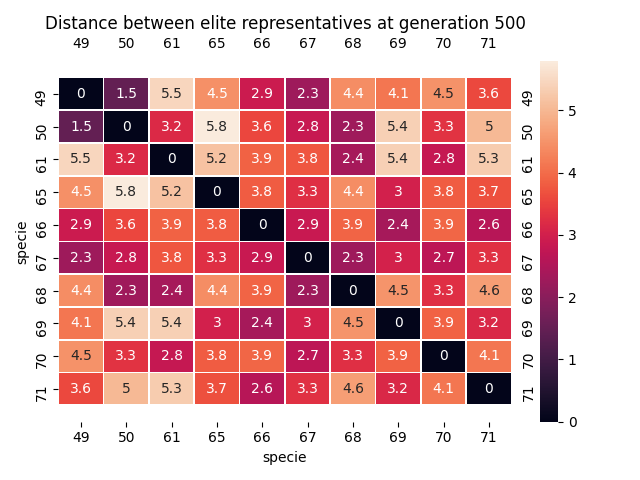 Distance between elite representatives at generation 500
49 50 61 65 66 67 68 69 70 71
49 0 1.5 5.5 4.5 2.9 2.3 4.4 4.1 4.5 3.6 49
50 1.5 0 3.2 5.8 3.6 2.8 2.3 5.4 3.3 5 50
61 5.5 3.2 0 5.2 3.9 3.8 2.4 5.4 2.8 5.3 61
65 4.5 5.8 5.2 0 3.8 3.3 4.4 3 3.8 3.7 65
66 2.9 3.6 3.9 3.8 0 2.9 3.9 2.4 3.9 2.6 66
67 2.3 2.8 3.8 3.3 2.9 0 2.3 3 2.7 3.3 67
68 4.4 2.3 2.4 4.4 3.9 2.3 0 4.5 3.3 4.6 68
69 4.1 5.4 5.4 3 2.4 3 4.5 0 3.9 3.2 69
70 4.5 3.3 2.8 3.8 3.9 2.7 3.3 3.9 0 4.1 70
71 3.6 5 5.3 3.7 2.6 3.3 4.6 3.2 4.1 0 71
49 50 61 65 66 67 68 69 70 71
specie
specie
5
4
3
2
1
0